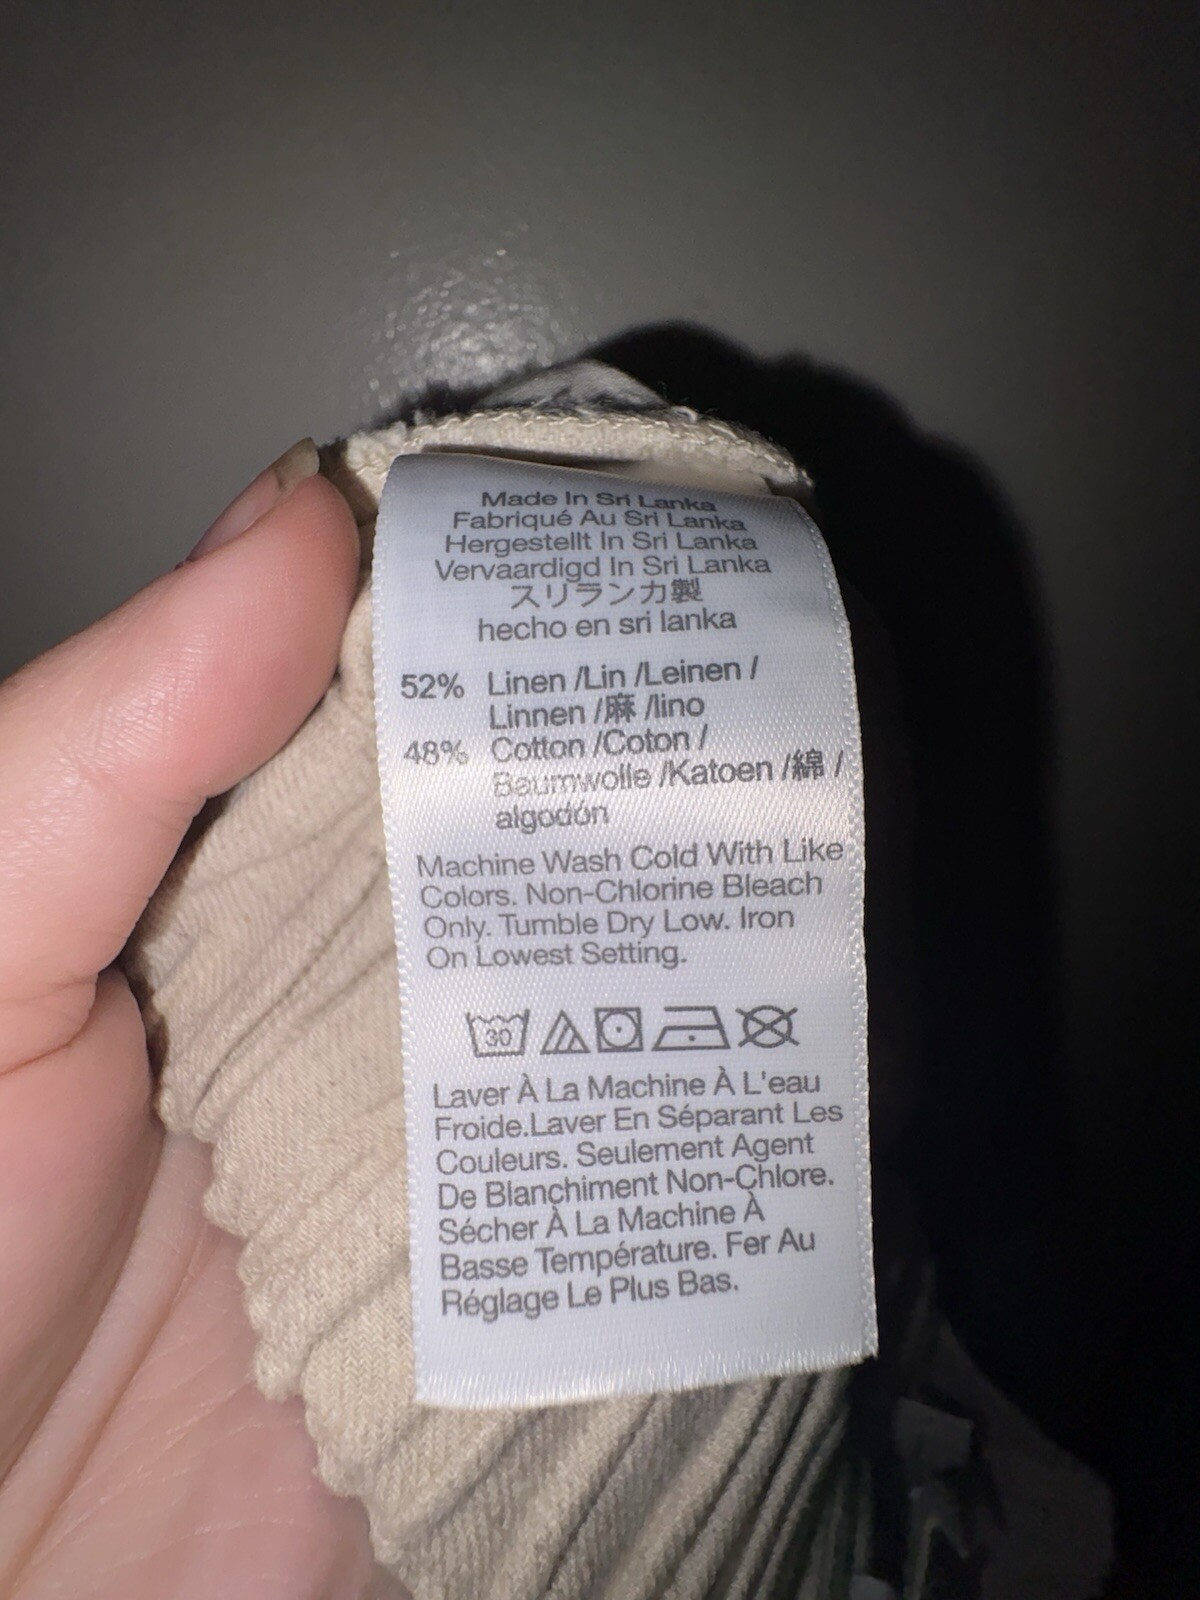 Made In Sri Lanka
Fabriqué Au Sri Lanka
Hergestellt In Sri Lanka
Vervaardigd In Sri Lanka
スリランカ製
hecho en sri lanka
52% Linen /Lin /Leinen /
Linnen /麻 /lino
48% Cotton /Coton /
Baumwolle /Katoen /綿 /
algodón
Machine Wash Cold With Like
Colors. Non-Chlorine Bleach
Only. Tumble Dry Low. Iron
On Lowest Setting.
30
Laver À La Machine À L'eau
Froide.Laver En Séparant Les
Couleurs. Seulement Agent
De Blançhiment Non-Chlore.
Sécher À La Machine À
Basse Température. Fer Au
Réglage Le Plus Bas.